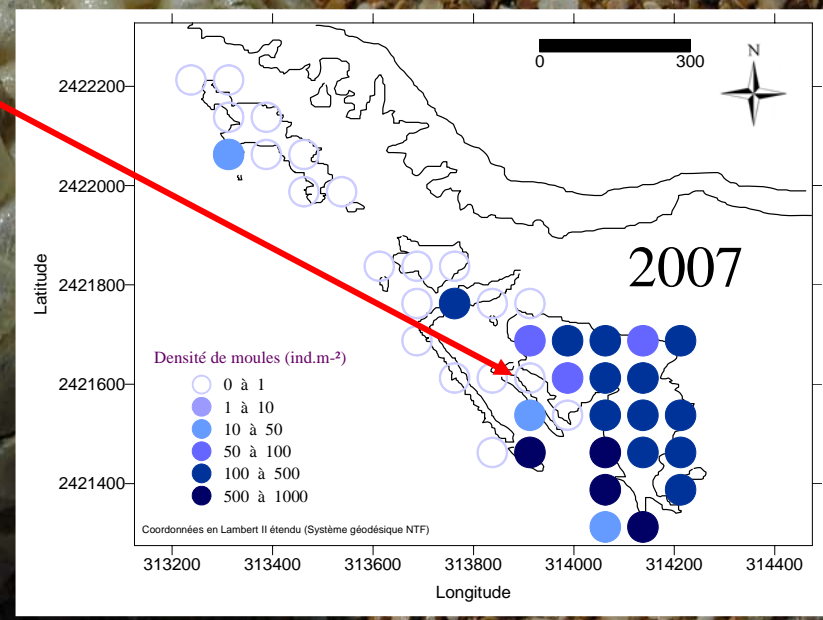 0 300
N
2422200
2422000
2421800
2421600
2421400
Latitude
2007
Densité de moules (ind.m-²)
0 à 1
1 à 10
10 à 50
50 à 100
100 à 500
500 à 1000
Coordonnées en Lambert II étendu (Système géodésique NTF)
313200 313400 313600 313800 314000 314200 314400
Longitude